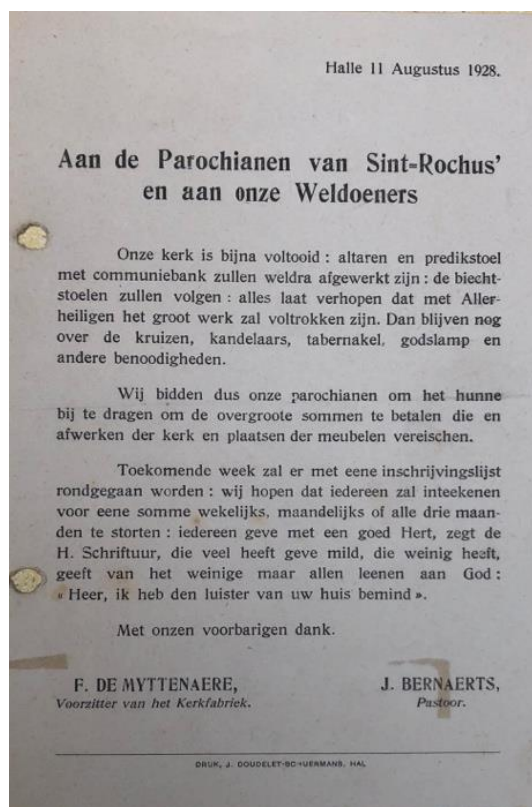 Halle 11 Augustus 1928.
Aan de Parochianen van Sint-Rochus'
en aan onze Weldoeners
Onze kerk is bijna voltooid : altaren en predikstoel
met communiebank zullen weldra afgewerkt zijn : de biecht-
stoelen zullen volgen : alles laat verhopen dat met Aller-
heiligen het groot werk zal voltrokken zijn. Dan blijven nog
over de kruizen, kandelaars, tabernakel, godslamp en
andere benoodigheden.
Wij bidden dus onze parochianen om het hunne
bij te dragen om de overgroote sommen te betalen die en
afwerken der kerk en plaatsen der meubelen vereischen.
Toekomende week zal er met eene inschrijvingslijst
rondgegaan worden : wij hopen dat iedereen zal inteekenen
voor eene somme wekelijks, maandelijks of alle drie maan-
den te storten : iedereen geve met een goed Hert, zegt de
H. Schriftuur, die veel heeft geve mild, die weinig heeft,
geeft van het weinige maar allen leenen aan God :
« Heer, ik heb den luister van uw huis bemind ».
Met onzen voorbarigen dank.
F. DE MYTTENAERE,
Voorzitter van het Kerkfabriek.
J. BERNAERTS,
Pastoor.
DRUK, J. DOUDELET-SCHUERMANS, HAL